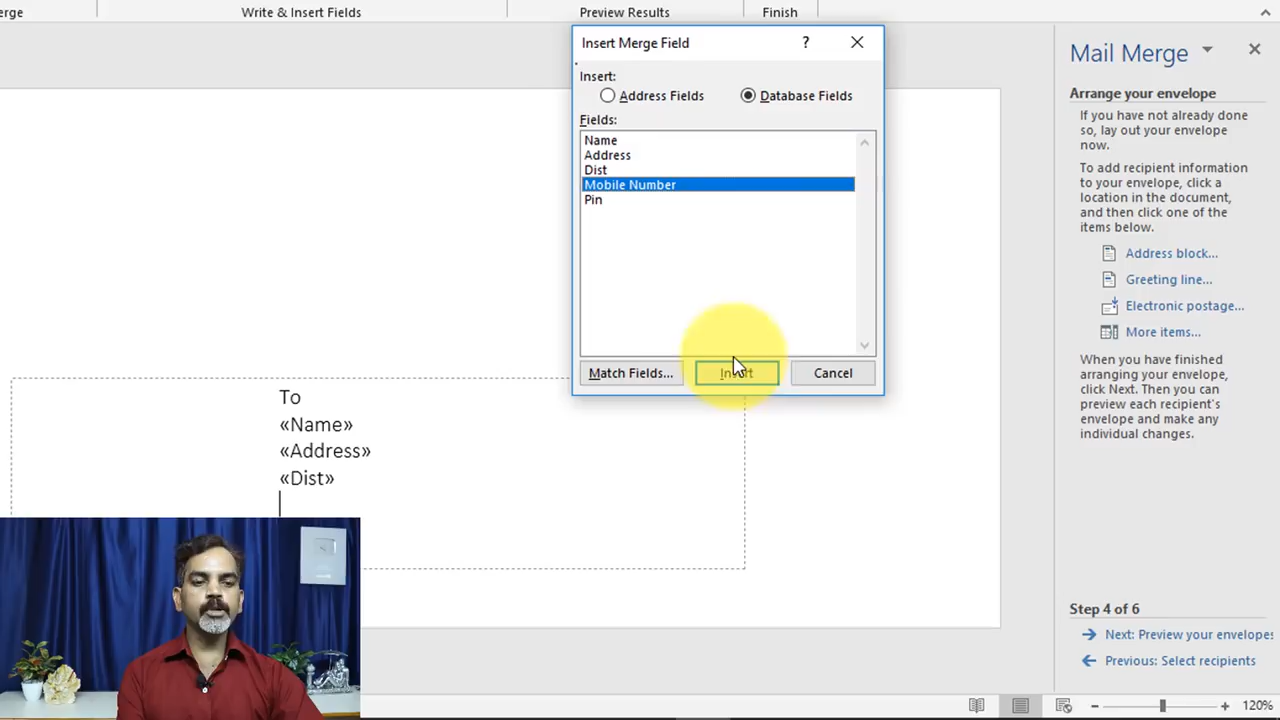 erge
Write & Insert Fields
Preview Results
Finish
Insert Merge Field
?
Insert:
Address Fields
Database Fields
Fields:
Name
Address
Dist
Mobile Number
Pin
Match Fields...
Insert
Cancel
To
«Name»
«Address»
«Dist»
Mail Merge
Arrange your envelope
If you have not already done
so, lay out your envelope
now.
To add recipient information
to your envelope, click a
location in the document,
and then click one of the
items below.
Address block...
Greeting line...
Electronic postage...
More items...
When you have finished
arranging your envelope,
click Next. Then you can
preview each recipient's
envelope and make any
individual changes.
Step 4 of 6
Next: Preview your envelopes
Previous: Select recipients
120%